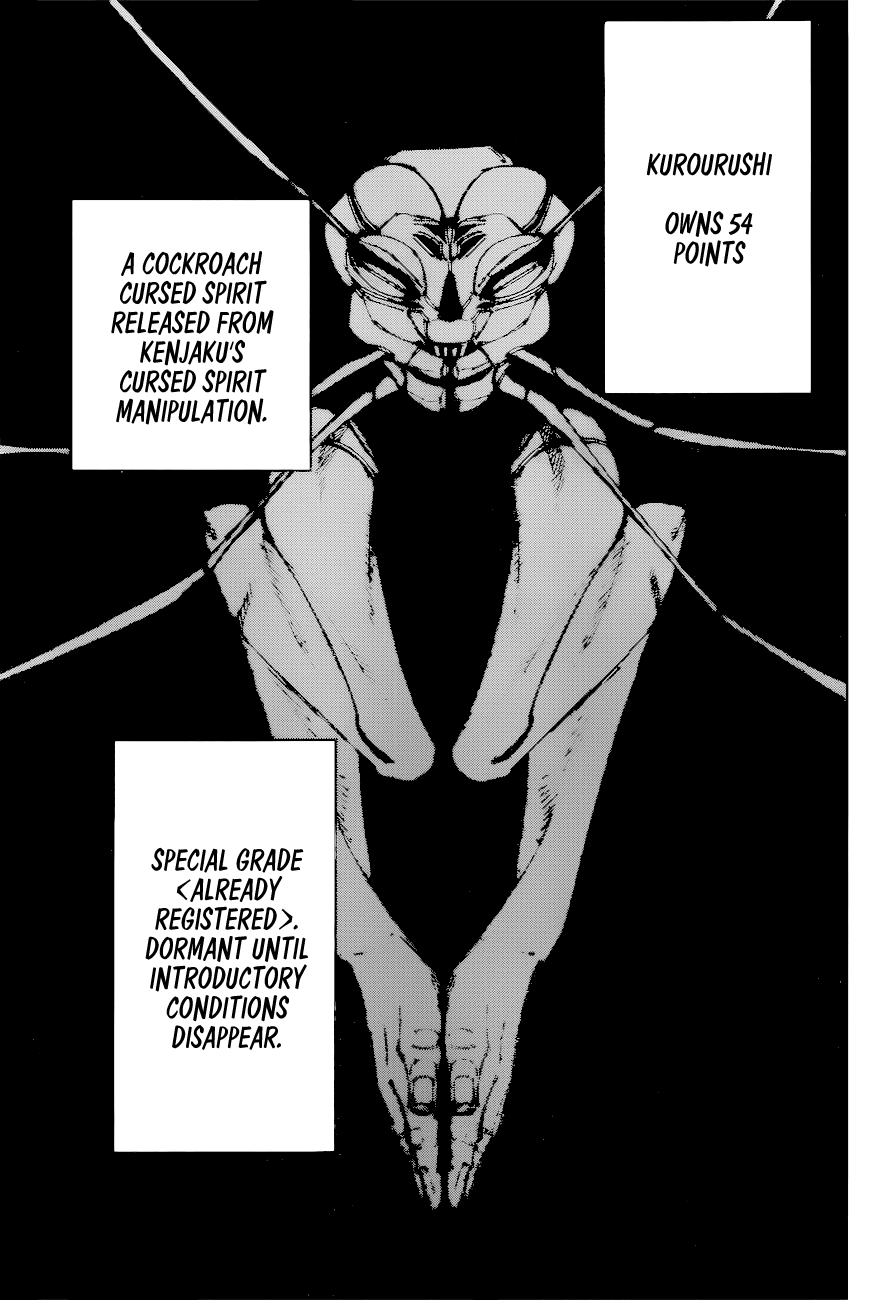 KUROURUSHI
OWNS 54
POINTS
A COCKROACH
CURSED SPIRIT
RELEASED FROM
KENJAKU'S
CURSED SPIRIT
MANIPULATION.
SPECIAL GRADE
<ALREADY
REGISTERED>.
DORMANT UNTIL
INTRODUCTORY
CONDITIONS
DISAPPEAR.